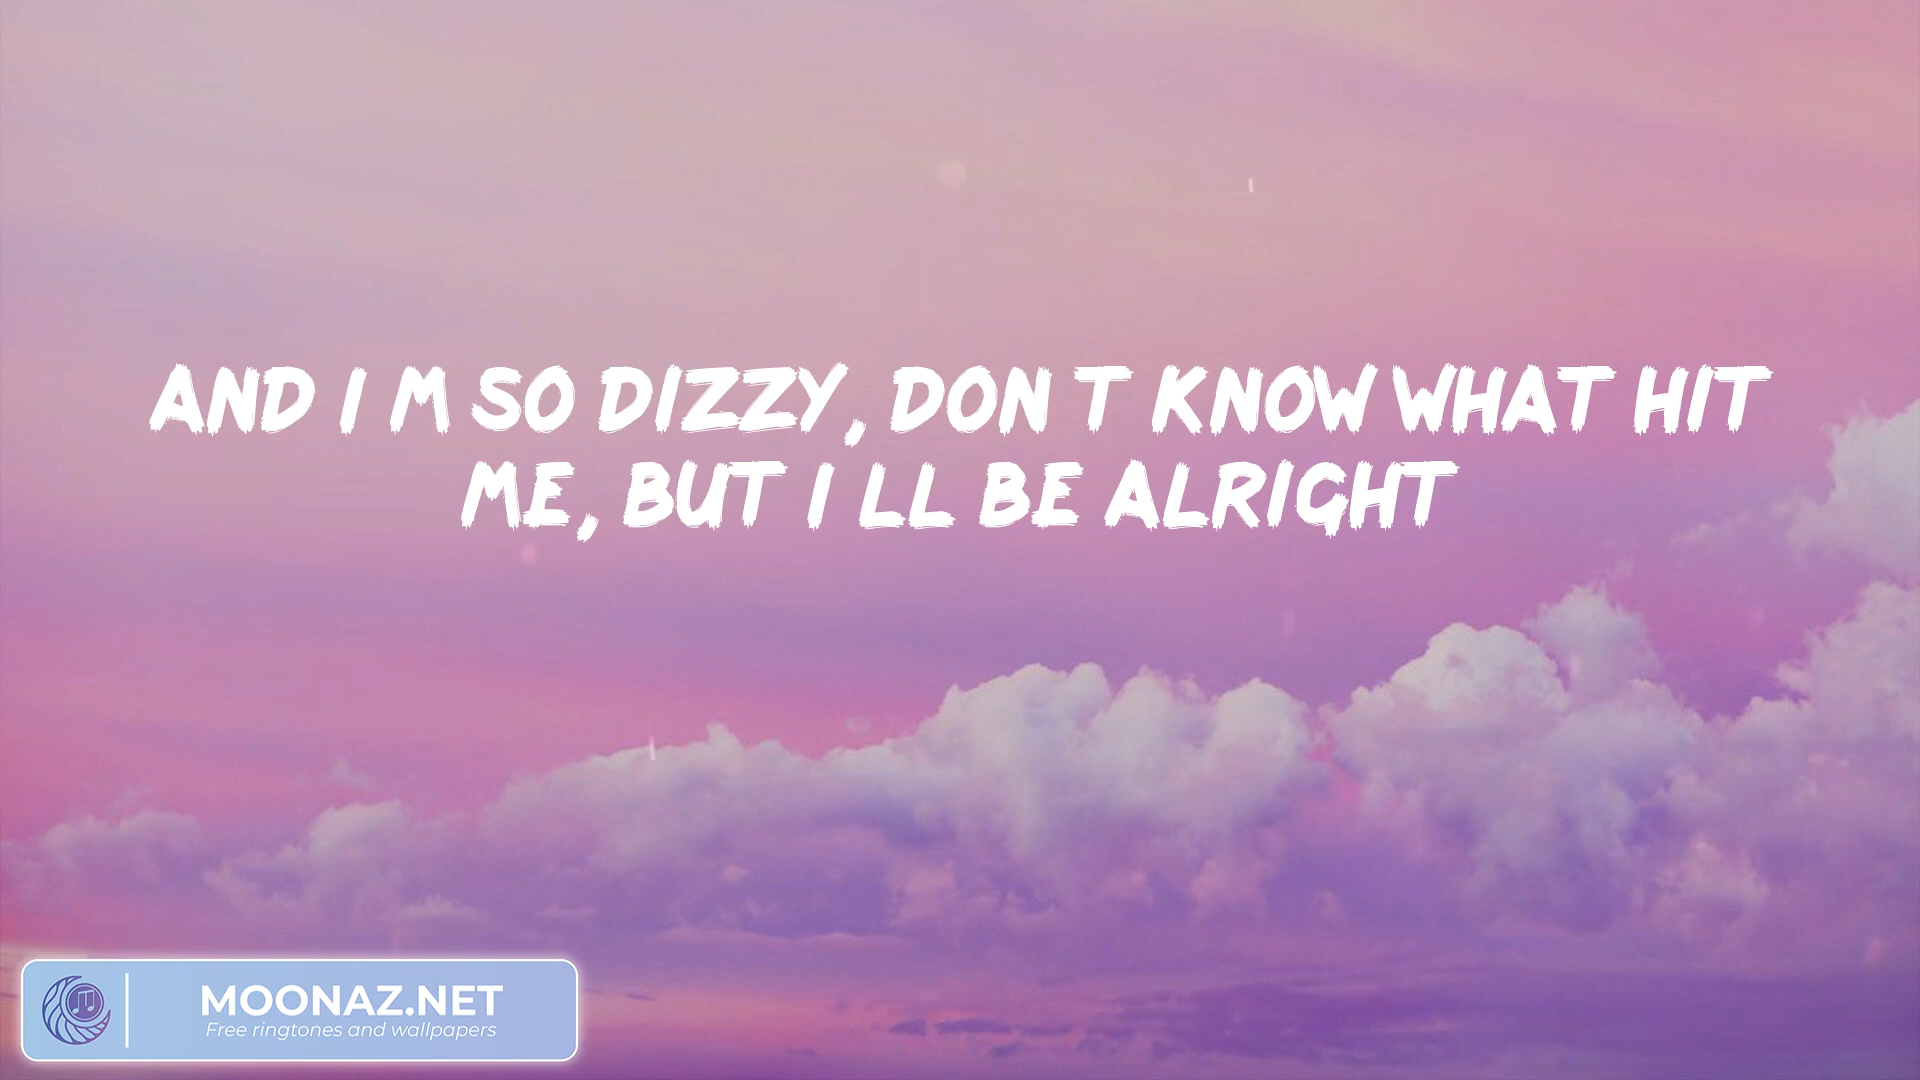 AND I M SO DIZZY, DON T KNOW WHAT HIT
ME, BUT I LL BE ALRIGHT
MOONAZ.NET
Free ringtones and wallpapers